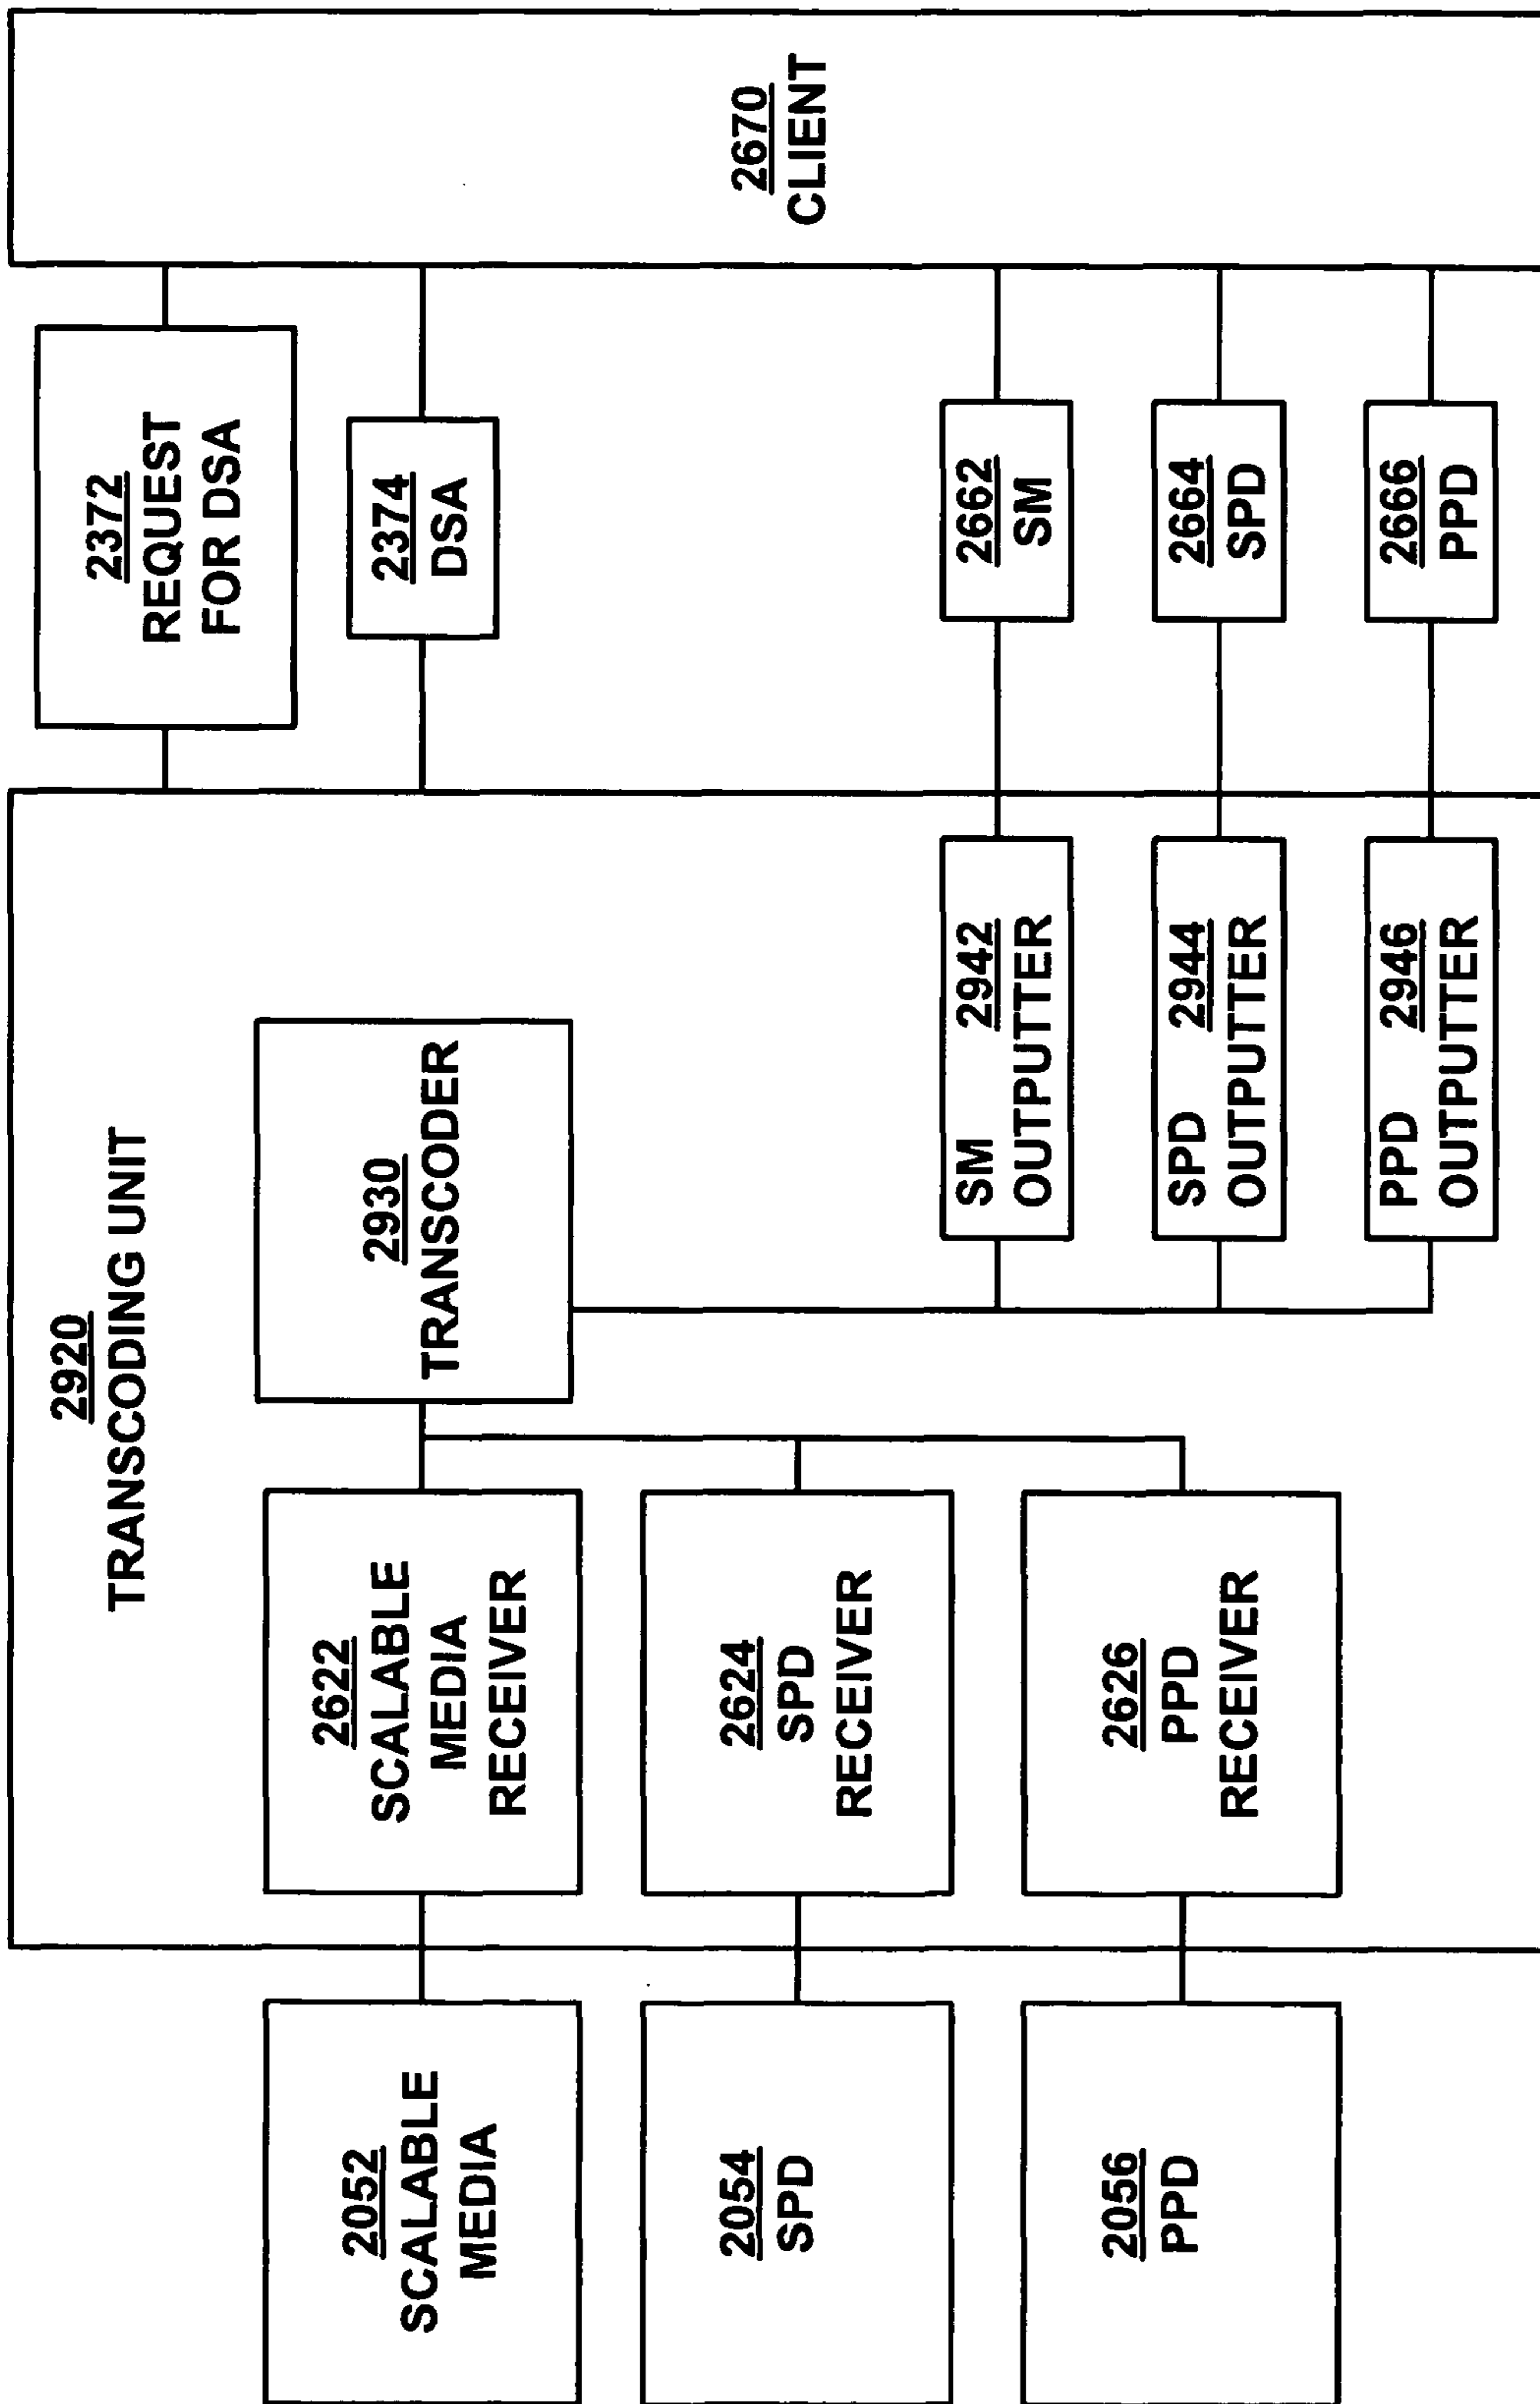 2920
TRANSCODING UNIT
2052
SCALABLE
MEDIA
2622
SCALABLE
MEDIA
RECEIVER
2930
TRANSCODER
2372
REQUEST
FOR DSA
2374
DSA
2670
CLIENT
2054
SPD
2624
SPD
RECEIVER
2056
PPD
2626
PPD
RECEIVER
SM 2942
OUTPUTTER
2662
SM
SPD 2944
OUTPUTTER
2664
SPD
PPD 2946
OUTPUTTER
2666
PPD